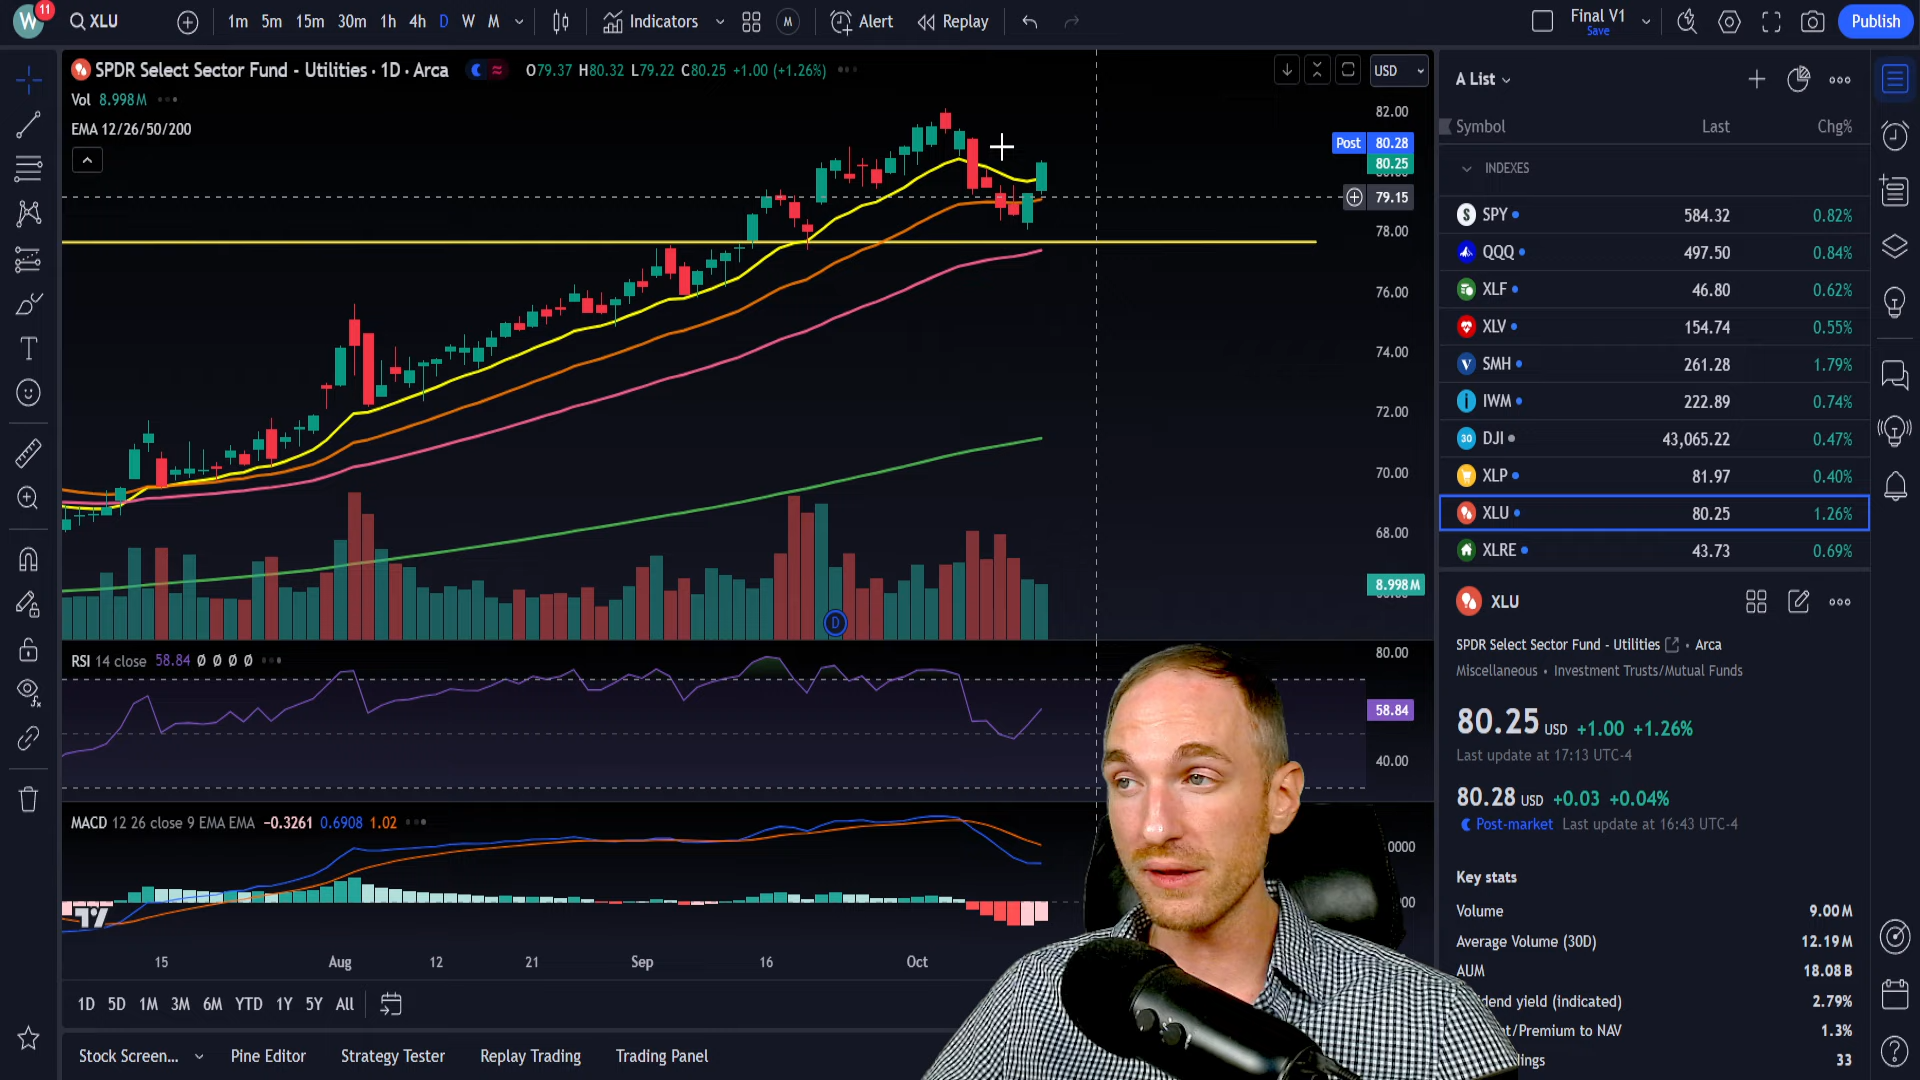 W 11 XLU 1m 5m 15m 30m 1h 4h D W M Indicators M Alert Replay Final V1 Save Publish
SPDR Select Sector Fund - Utilities · 1D · Arca O79.37 H80.32 L79.22 C80.25 +1.00 (+1.26%) USD
Vol 8.998M
EMA 12/26/50/200
82.00
Post 80.28
80.25
79.15
78.00
76.00
74.00
72.00
70.00
68.00
8.998M
D
RSI 14 close 58.84 Ø Ø Ø Ø
80.00
58.84
40.00
MACD 12 26 close 9 EMA EMA −0.3261 0.6908 1.02
0000
00
15 Aug 12 21 Sep 16 Oct
1D 5D 1M 3M 6M YTD 1Y 5Y All
Stock Screen... Pine Editor Strategy Tester Replay Trading Trading Panel
A List
Symbol Last Chg%
INDEXES
SPY 584.32 0.82%
QQQ 497.50 0.84%
XLF 46.80 0.62%
XLV 154.74 0.55%
SMH 261.28 1.79%
IWM 222.89 0.74%
30 DJI 43,065.22 0.47%
XLP 81.97 0.40%
XLU 80.25 1.26%
XLRE 43.73 0.69%
XLU
SPDR Select Sector Fund - Utilities • Arca
Miscellaneous • Investment Trusts/Mutual Funds
80.25 USD +1.00 +1.26%
Last update at 17:13 UTC-4
80.28 USD +0.03 +0.04%
Post-market Last update at 16:43 UTC-4
Key stats
Volume 9.00M
Average Volume (30D) 12.19M
AUM 18.08B
dend yield (indicated) 2.79%
t/Premium to NAV 1.3%
ings 33